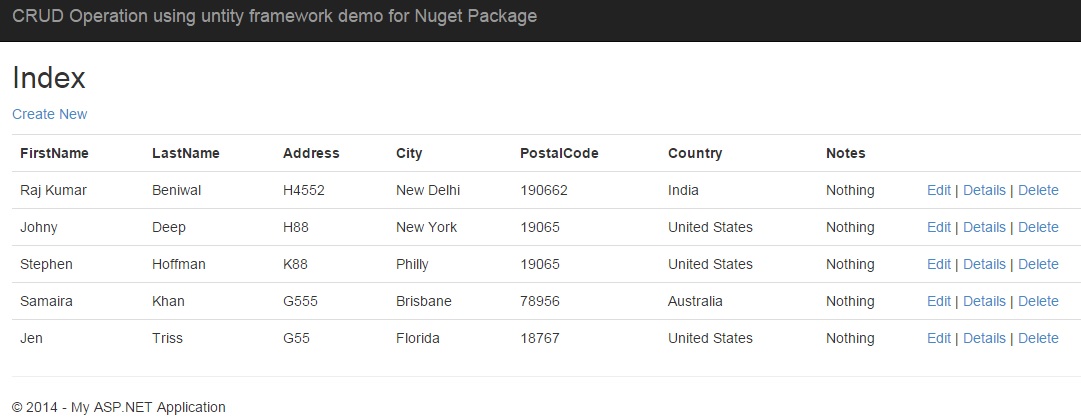 CRUD Operation using untity framework demo for Nuget Package
Index
Create New
FirstName LastName Address City PostalCode Country Notes
Raj Kumar Beniwal H4552 New Delhi 190662 India Nothing Edit | Details | Delete
Johny Deep H88 New York 19065 United States Nothing Edit | Details | Delete
Stephen Hoffman K88 Philly 19065 United States Nothing Edit | Details | Delete
Samaira Khan G555 Brisbane 78956 Australia Nothing Edit | Details | Delete
Jen Triss G55 Florida 18767 United States Nothing Edit | Details | Delete
© 2014 - My ASP.NET Application